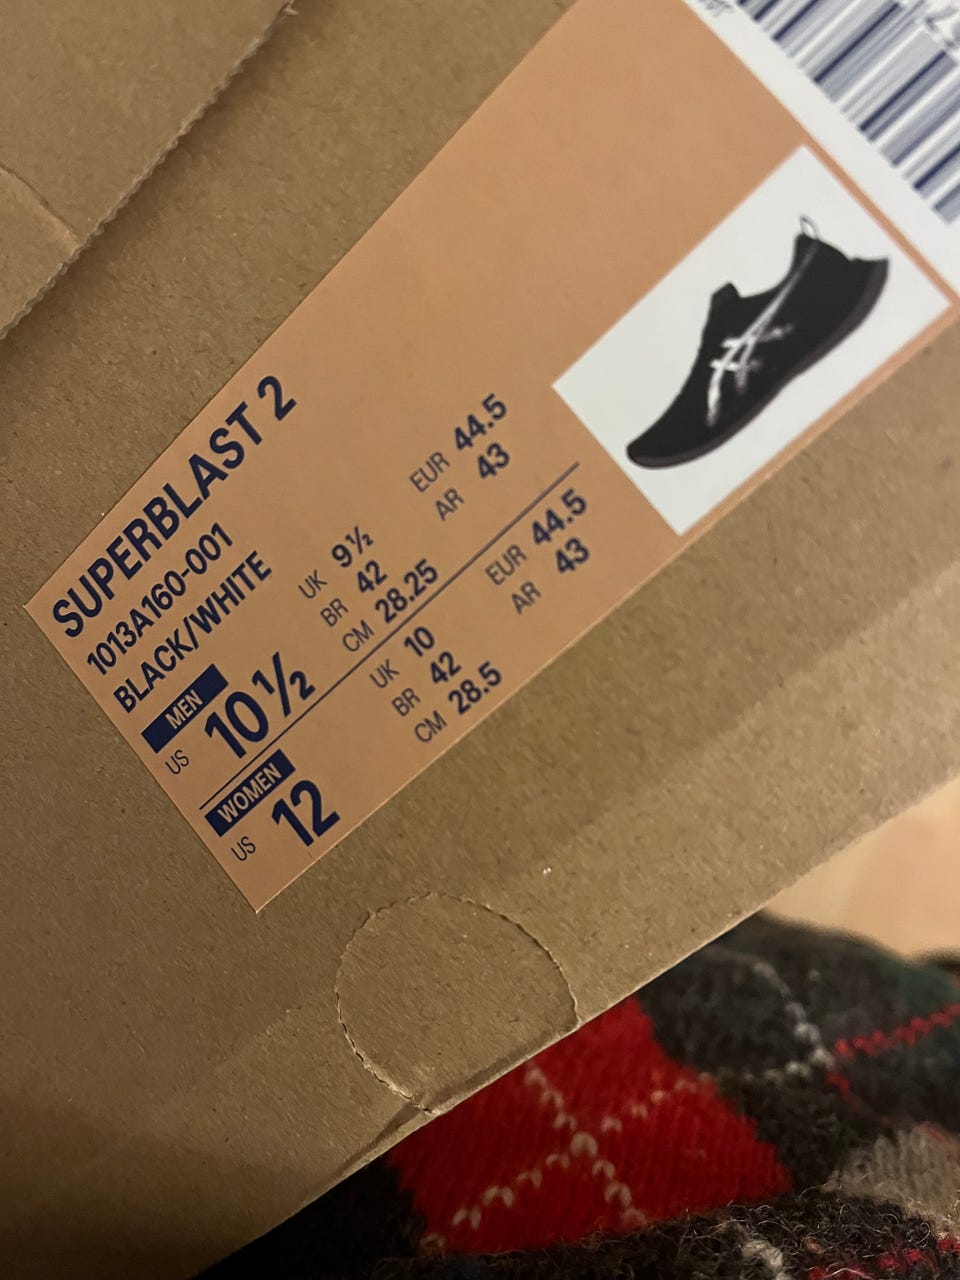 SUPERBLAST 2
1013A160-001
BLACK/WHITE
MEN
US 10½ UK 9½ EUR 44.5
BR 42 AR 43
CM 28.25
WOMEN
US 12 UK 10 EUR 44.5
BR 42 AR 43
CM 28.5